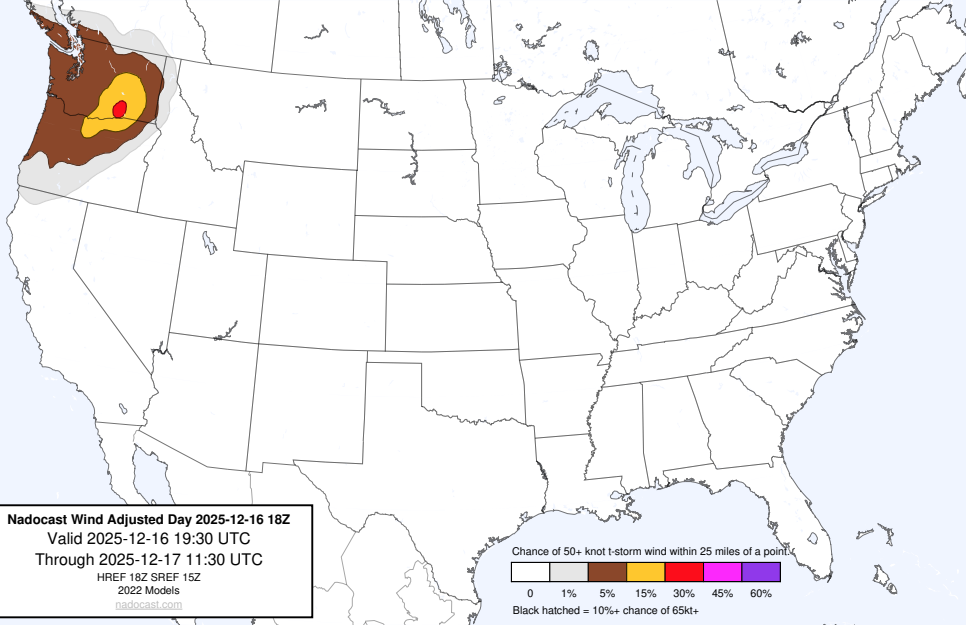 Nadocast Wind Adjusted Day 2025-12-16 18Z
Valid 2025-12-16 19:30 UTC
Through 2025-12-17 11:30 UTC
HREF 18Z SREF 15Z
2022 Models
nadocast.com
Chance of 50+ knot t-storm wind within 25 miles of a point.
0 1% 5% 15% 30% 45% 60%
Black hatched = 10%+ chance of 65kt+